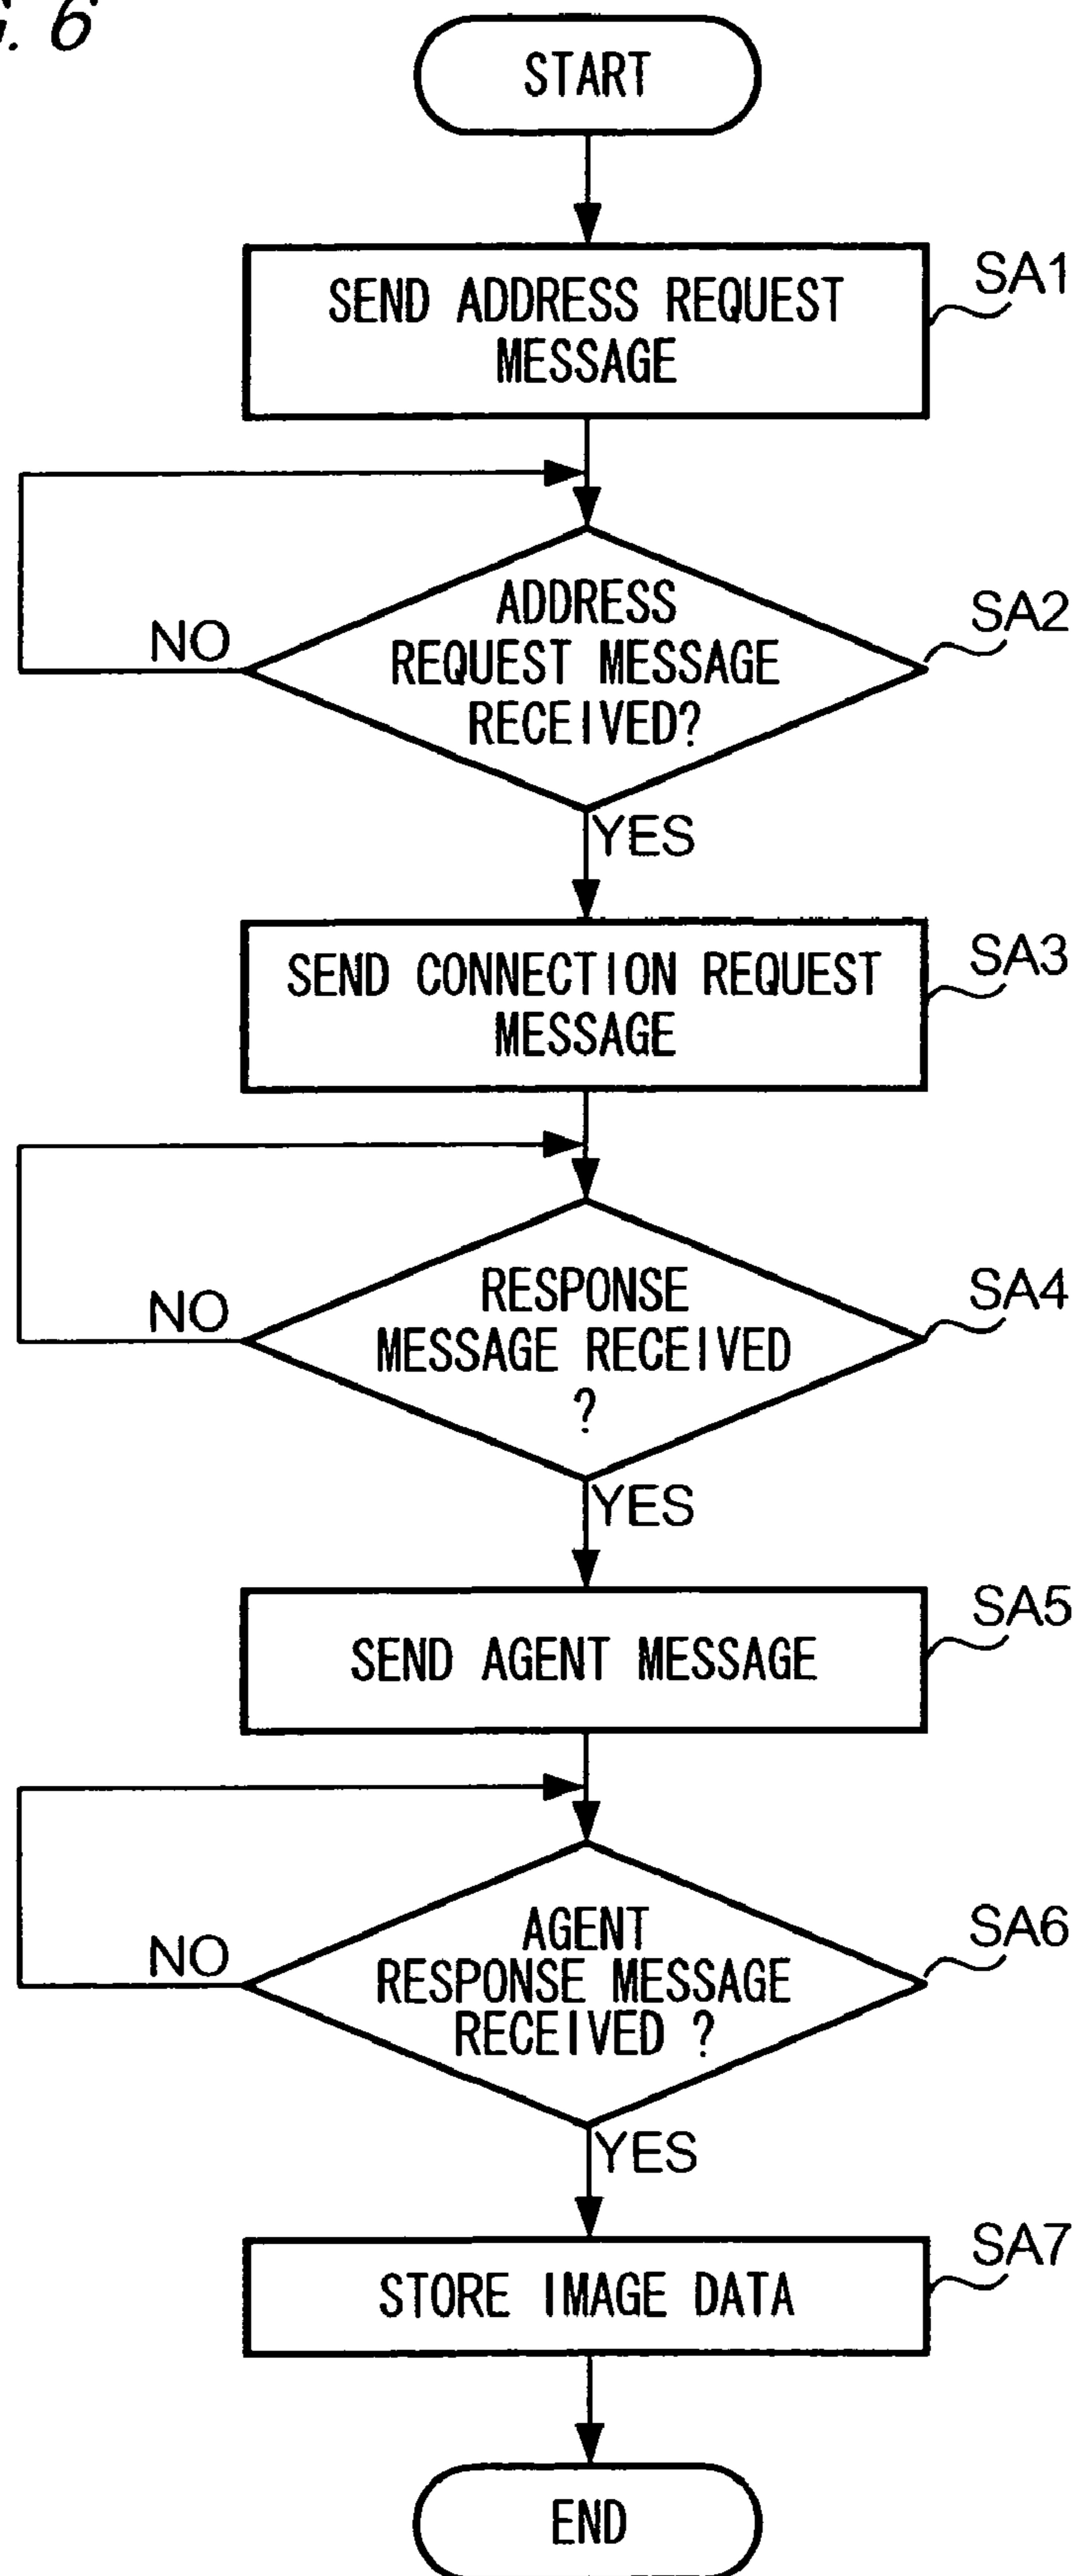 G. 6
START
SEND ADDRESS REQUEST
MESSAGE
SA1
ADDRESS
REQUEST MESSAGE
RECEIVED?
SA2
NO
YES
SEND CONNECTION REQUEST
MESSAGE
SA3
RESPONSE
MESSAGE RECEIVED
?
SA4
NO
YES
SEND AGENT MESSAGE
SA5
AGENT
RESPONSE MESSAGE
RECEIVED ?
SA6
NO
YES
STORE IMAGE DATA
SA7
END